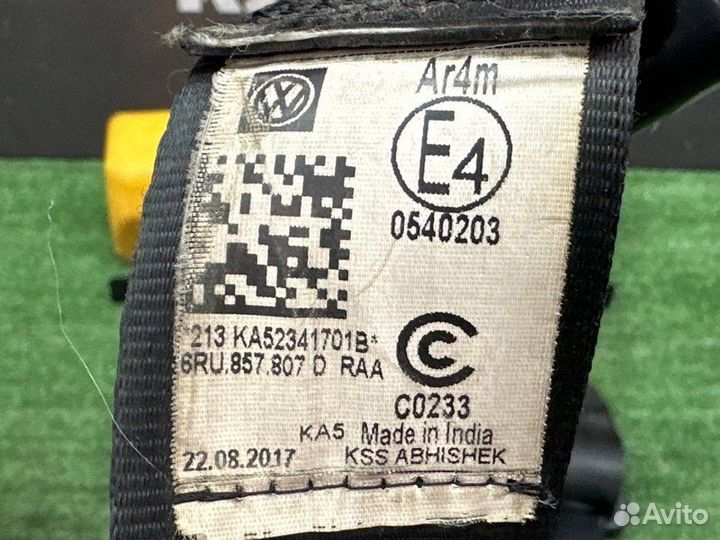 Ar4m
E4
0540203
*213 KA52341701B*
6RU.857.807 D RAA
C0233
KA5 Made in India
22.08.2017 KSS ABHISHEK
Avito